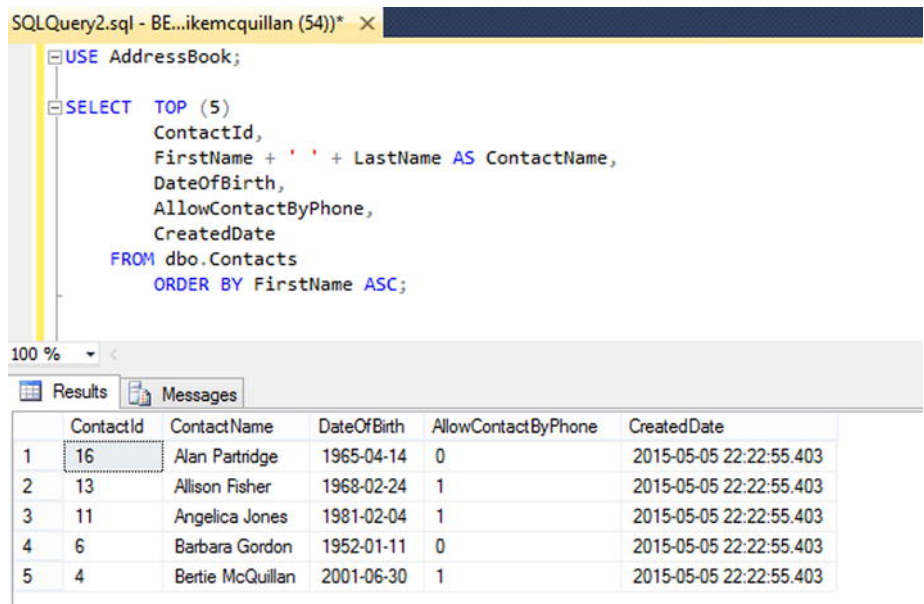 SQLQuery2.sql - BE...ikemcquillan (54))* ×
USE AddressBook;
SELECT TOP (5)
ContactId,
FirstName + ' ' + LastName AS ContactName,
DateOfBirth,
AllowContactByPhone,
CreatedDate
FROM dbo.Contacts
ORDER BY FirstName ASC;
100 %
Results Messages
ContactId ContactName DateOfBirth AllowContactByPhone CreatedDate
1 16 Alan Partridge 1965-04-14 0 2015-05-05 22:22:55.403
2 13 Allison Fisher 1968-02-24 1 2015-05-05 22:22:55.403
3 11 Angelica Jones 1981-02-04 1 2015-05-05 22:22:55.403
4 6 Barbara Gordon 1952-01-11 0 2015-05-05 22:22:55.403
5 4 Bertie McQuillan 2001-06-30 1 2015-05-05 22:22:55.403